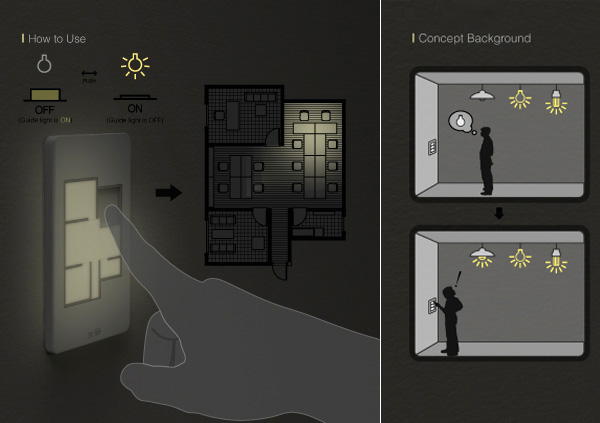 How to Use
PUSH
OFF
(Guide light is ON)
ON
(Guide light is OFF)
Concept Background
!